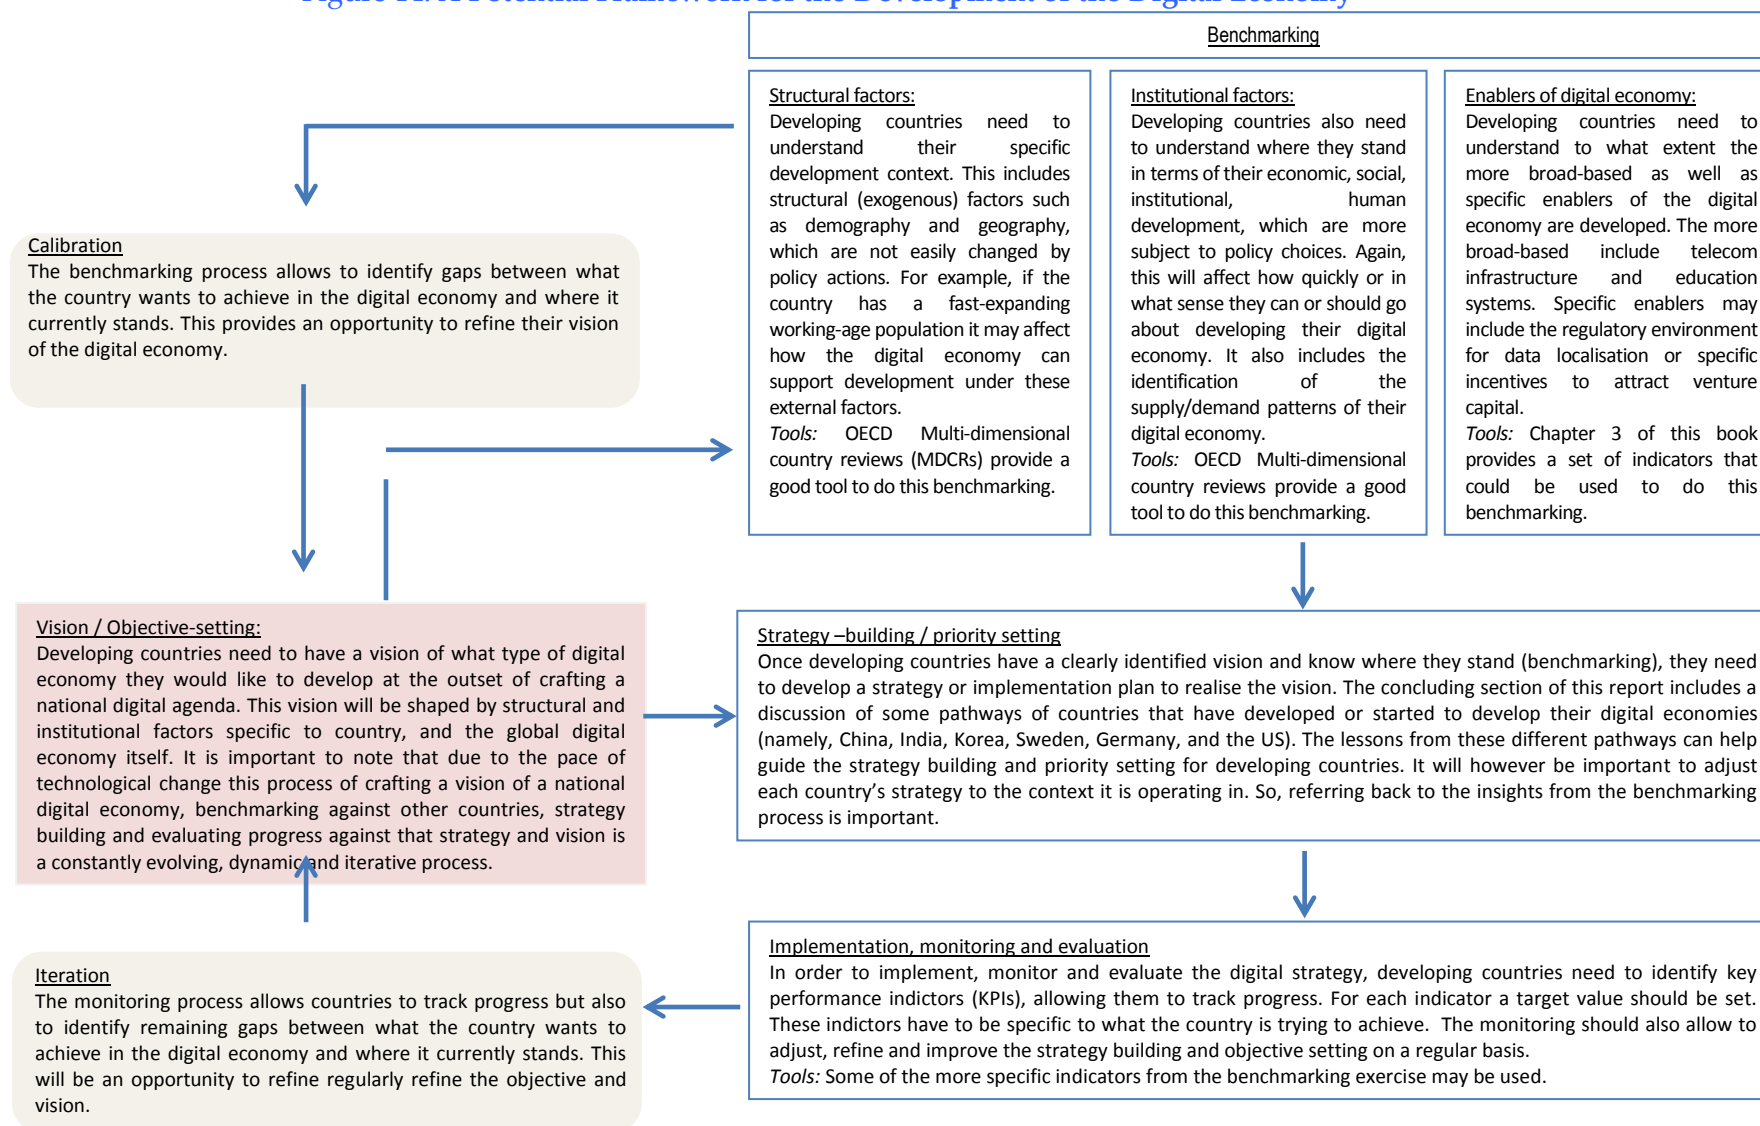 Figure 14: A Potential Framework for the Development of the Digital Economy
Benchmarking
Structural factors:
Developing countries need to
understand their specific
development context. This includes
structural (exogenous) factors such
as demography and geography,
which are not easily changed by
policy actions. For example, if the
country has a fast-expanding
working-age population it may affect
how the digital economy can
support development under these
external factors.
Tools: OECD Multi-dimensional
country reviews (MDCRs) provide a
good tool to do this benchmarking.
Institutional factors:
Developing countries also need
to understand where they stand
in terms of their economic, social,
institutional, human
development, which are more
subject to policy choices. Again,
this will affect how quickly or in
what sense they can or should go
about developing their digital
economy. It also includes the
identification of the
supply/demand patterns of their
digital economy.
Tools: OECD Multi-dimensional
country reviews provide a good
tool to do this benchmarking.
Enablers of digital economy:
Developing countries need to
understand to what extent the
more broad-based as well as
specific enablers of the digital
economy are developed. The more
broad-based include telecom
infrastructure and education
systems. Specific enablers may
include the regulatory environment
for data localisation or specific
incentives to attract venture
capital.
Tools: Chapter 3 of this book
provides a set of indicators that
could be used to do this
benchmarking.
Calibration
The benchmarking process allows to identify gaps between what
the country wants to achieve in the digital economy and where it
currently stands. This provides an opportunity to refine their vision
of the digital economy.
Vision / Objective-setting:
Developing countries need to have a vision of what type of digital
economy they would like to develop at the outset of crafting a
national digital agenda. This vision will be shaped by structural and
institutional factors specific to country, and the global digital
economy itself. It is important to note that due to the pace of
technological change this process of crafting a vision of a national
digital economy, benchmarking against other countries, strategy
building and evaluating progress against that strategy and vision is
a constantly evolving, dynamic and iterative process.
Strategy –building / priority setting
Once developing countries have a clearly identified vision and know where they stand (benchmarking), they need
to develop a strategy or implementation plan to realise the vision. The concluding section of this report includes a
discussion of some pathways of countries that have developed or started to develop their digital economies
(namely, China, India, Korea, Sweden, Germany, and the US). The lessons from these different pathways can help
guide the strategy building and priority setting for developing countries. It will however be important to adjust
each country's strategy to the context it is operating in. So, referring back to the insights from the benchmarking
process is important.
Implementation, monitoring and evaluation
In order to implement, monitor and evaluate the digital strategy, developing countries need to identify key
performance indictors (KPIs), allowing them to track progress. For each indicator a target value should be set.
These indictors have to be specific to what the country is trying to achieve. The monitoring should also allow to
adjust, refine and improve the strategy building and objective setting on a regular basis.
Tools: Some of the more specific indicators from the benchmarking exercise may be used.
Iteration
The monitoring process allows countries to track progress but also
to identify remaining gaps between what the country wants to
achieve in the digital economy and where it currently stands. This
will be an opportunity to refine regularly refine the objective and
vision.